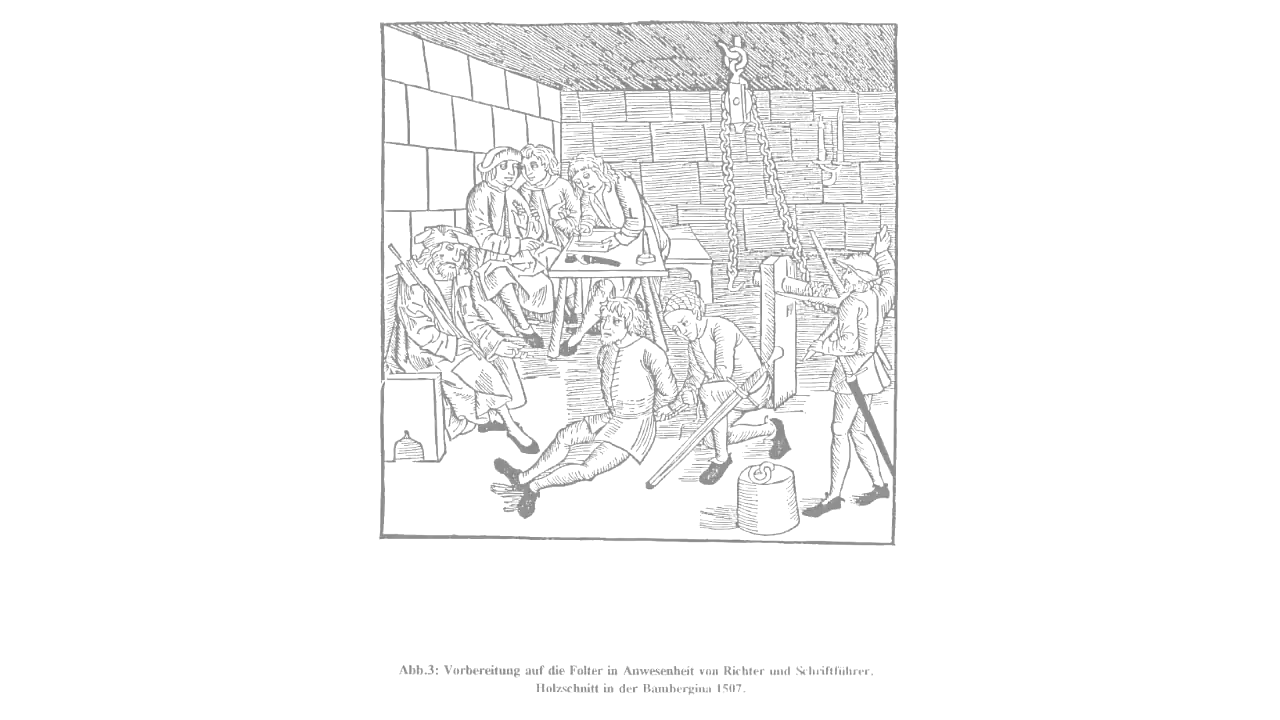 Abb.3: Vorbereitung auf die Folter in Anwesenheit von Richter und Schriftführer.
Holzschnitt in der Bambergina 1507.